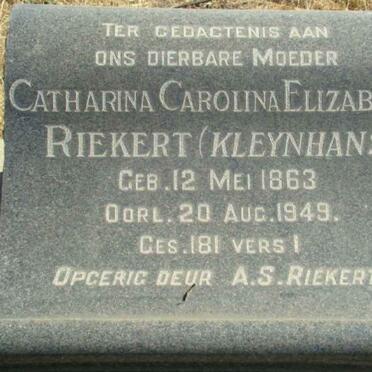 TER GEDACTENIS AAN
ONS DIERBARE MOEDER
CATHARINA CAROLINA ELIZAB
RIEKERT (KLEYNHANS
GEB. 12 MEI 1863
OORL. 20 AUG. 1949.
GES. 181 VERS 1
OPGERIG DEUR A.S. RIEKERT